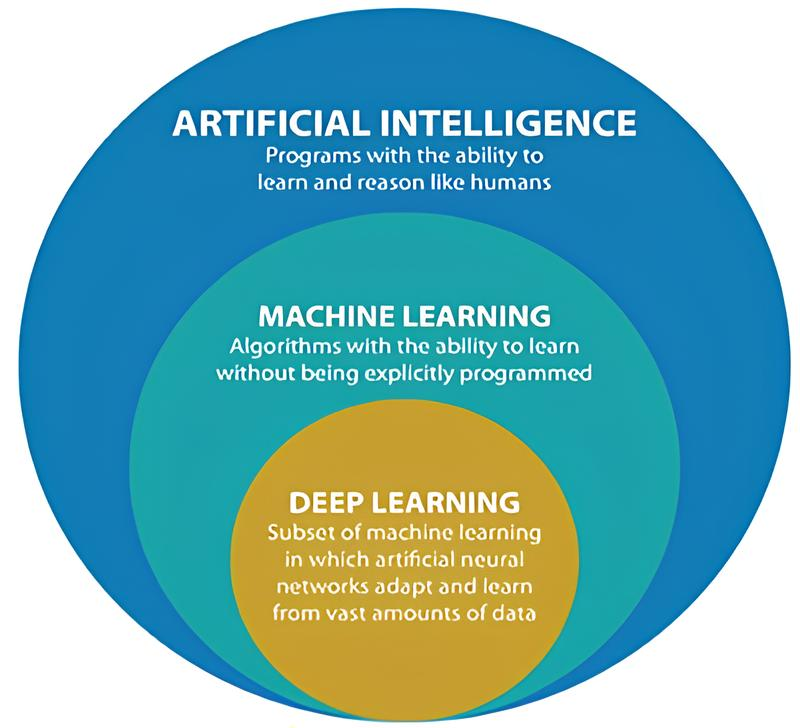 ARTIFICIAL INTELLIGENCE
Programs with the ability to
learn and reason like humans
MACHINE LEARNING
Algorithms with the ability to learn
without being explicitly programmed
DEEP LEARNING
Subset of machine learning
in which artificial neural
networks adapt and learn
from vast amounts of data